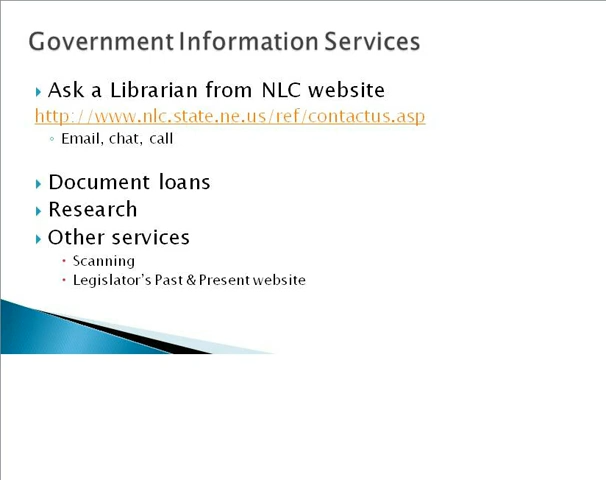 Government Information Services
Ask a Librarian from NLC website
http://www.nlc.state.ne.us/ref/contactus.asp
Email, chat, call
Document loans
Research
Other services
Scanning
Legislator's Past & Present website